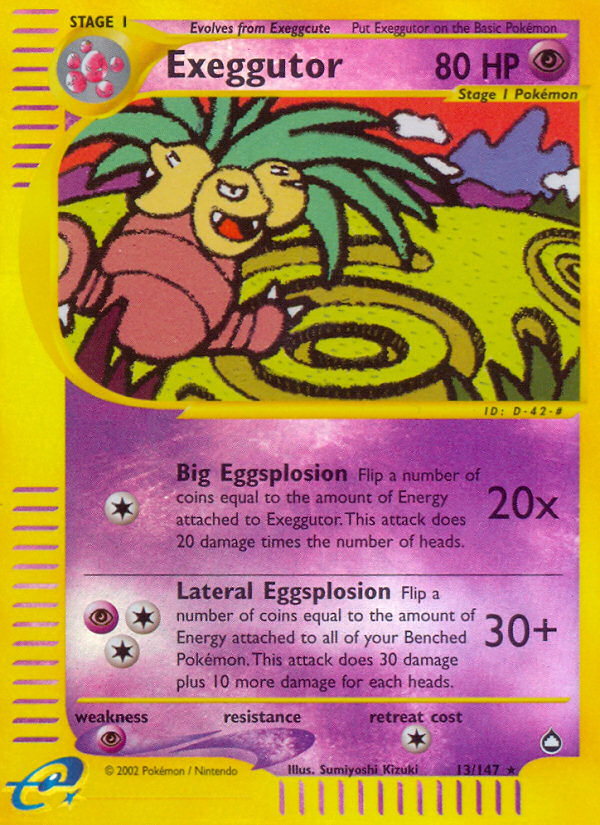 STAGE 1
Evolves from Exeggcute Put Exeggutor on the Basic Pokémon
Exeggutor 80 HP
Stage 1 Pokémon
ID: D-42-#
Big Eggsplosion Flip a number of
coins equal to the amount of Energy
attached to Exeggutor. This attack does
20 damage times the number of heads.
20x
Lateral Eggsplosion Flip a
number of coins equal to the amount of
Energy attached to all of your Benched
Pokémon. This attack does 30 damage
plus 10 more damage for each heads.
30+
weakness resistance retreat cost
© 2002 Pokémon / Nintendo Illus. Sumiyoshi Kizuki 13/147 ★
e